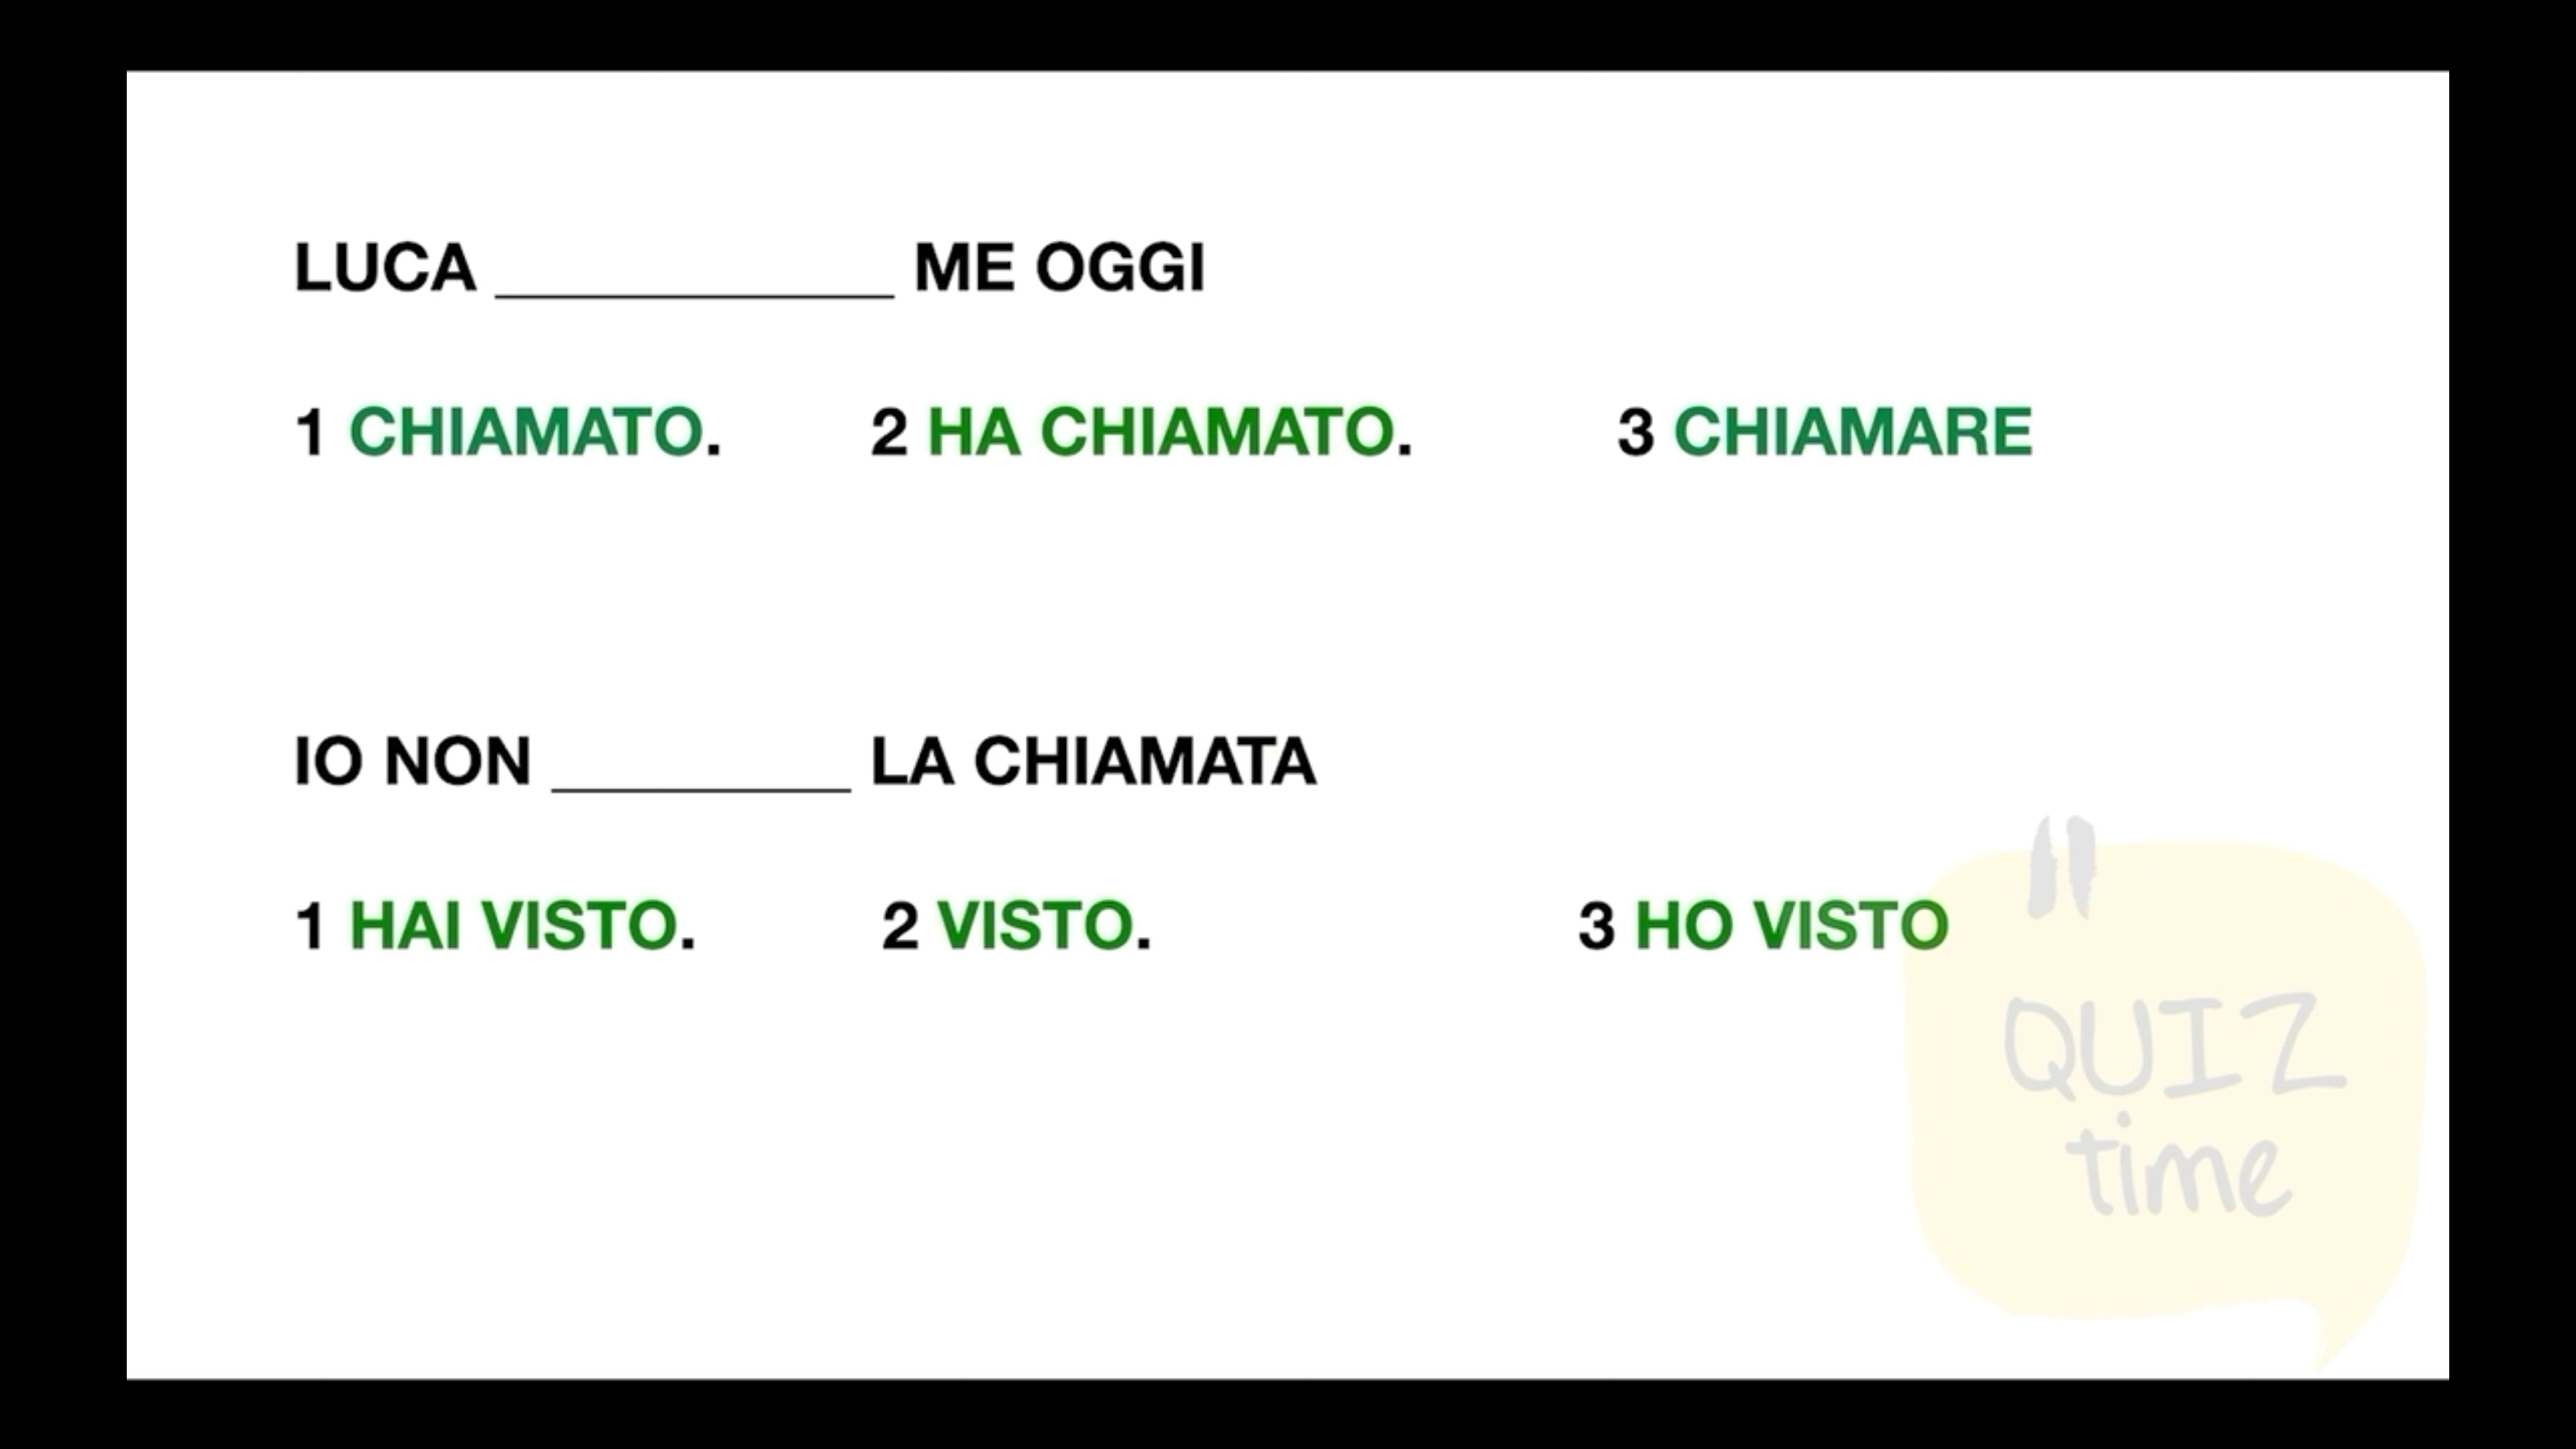 LUCA ____________ ME OGGI
1 CHIAMATO. 2 HA CHIAMATO. 3 CHIAMARE
IO NON _________ LA CHIAMATA
1 HAI VISTO. 2 VISTO. 3 HO VISTO
"
QUIZ
time